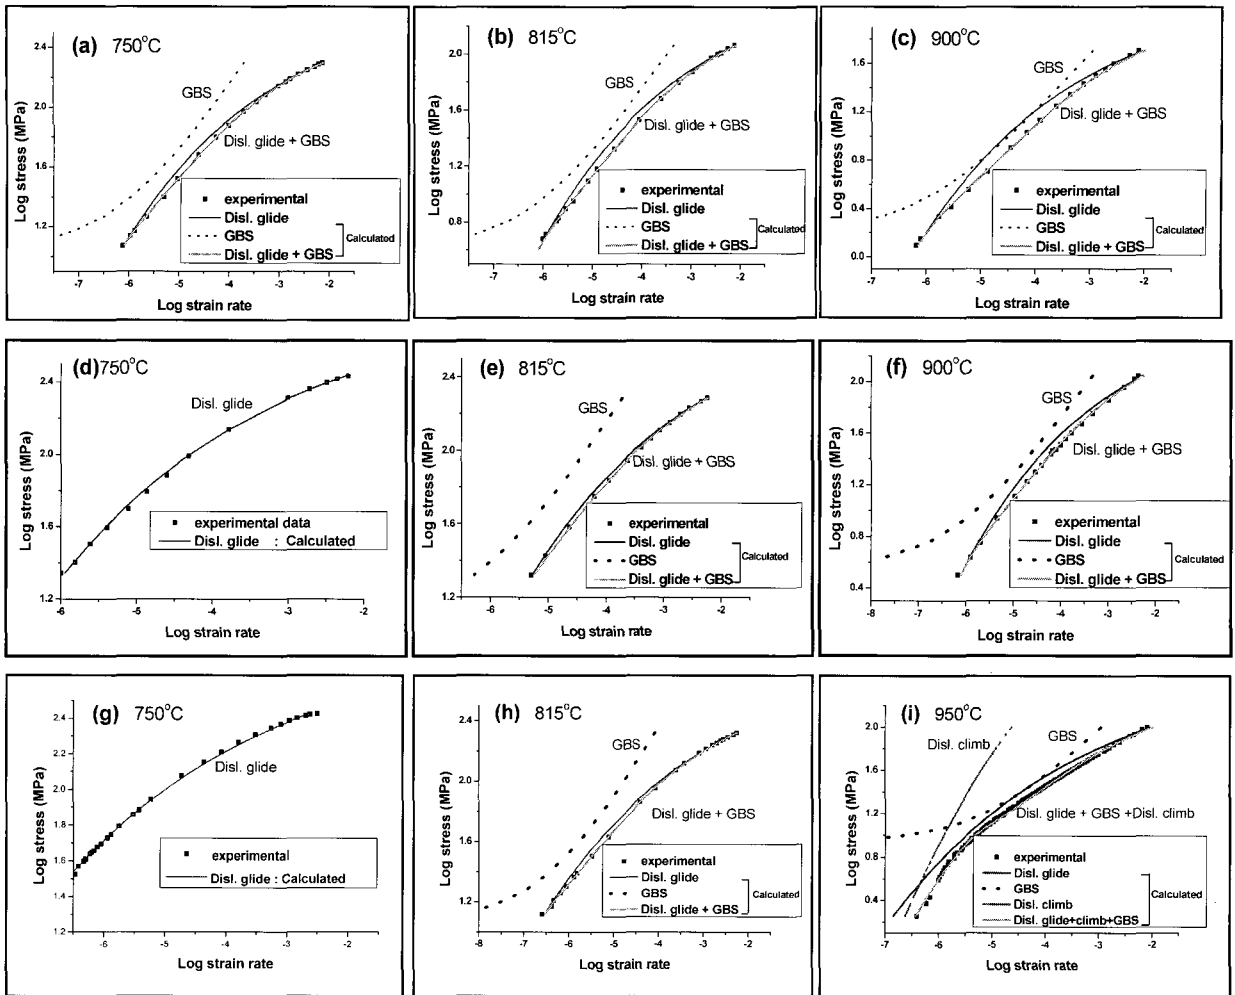 (a) 750°C
Log stress (MPa)
2.4
2.0
1.6
1.2
GBS
Disl. glide + GBS
experimental
Disl. glide
GBS
Disl. glide + GBS
Calculated
-7 -6 -5 -4 -3 -2 -1
Log strain rate
(b) 815°C
Log stress (MPa)
2.0
1.6
1.2
0.8
GBS
Disl. glide + GBS
experimental
Disl. glide
GBS
Disl. glide + GBS
Calculated
-7 -6 -5 -4 -3 -2 -1
Log strain rate
(c) 900°C
Log stress (MPa)
2.0
1.6
1.2
0.8
0.4
0.0
GBS
Disl. glide + GBS
experimental
Disl. glide
GBS
Disl. glide + GBS
Calculated
-7 -6 -5 -4 -3 -2 -1
Log strain rate
(d) 750°C
Log stress (MPa)
2.4
2.0
1.6
1.2
Disl. glide
experimental data
Disl. glide : Calculated
-6 -5 -4 -3 -2
Log strain rate
(e) 815°C
Log stress (MPa)
2.4
2.0
1.6
1.2
GBS
Disl. glide + GBS
experimental
Disl. glide
GBS
Disl. glide + GBS
Calculated
-6 -5 -4 -3 -2 -1
Log strain rate
(f) 900°C
Log stress (MPa)
2.0
1.6
1.2
0.8
0.4
GBS
Disl. glide + GBS
experimental
Disl. glide
GBS
Disl. glide + GBS
Calculated
-8 -7 -6 -5 -4 -3 -2 -1
Log strain rate
(g) 750°C
Log stress (MPa)
2.4
2.2
2.0
1.8
1.6
1.4
1.2
Disl. glide
experimental
Disl. glide : Calculated
-6 -5 -4 -3 -2 -1
Log strain rate
(h) 815°C
Log stress (MPa)
2.4
2.0
1.6
1.2
GBS
Disl. glide + GBS
experimental
Disl. glide
GBS
Disl. glide + GBS
Calculated
-8 -7 -6 -5 -4 -3 -2 -1
Log strain rate
(i) 950°C
Log stress (MPa)
2.0
1.6
1.2
0.8
0.4
Disl. climb
GBS
Disl. glide + GBS +Disl. climb
experimental
Disl. glide
GBS
Disl. climb
Disl. glide+climb+GBS
Calculated
-7 -6 -5 -4 -3 -2 -1
Log strain rate